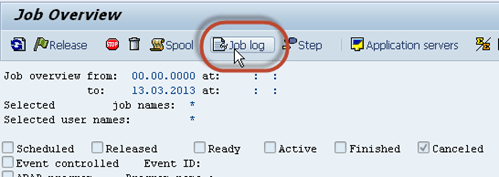 Job Overview
Release Spool Job log Step Application servers
Job overview from: 00.00.0000 at: : :
to: 13.03.2013 at: : :
Selected job names: *
Selected user names: *
Scheduled Released Ready Active Finished Canceled
Event controlled Event ID: